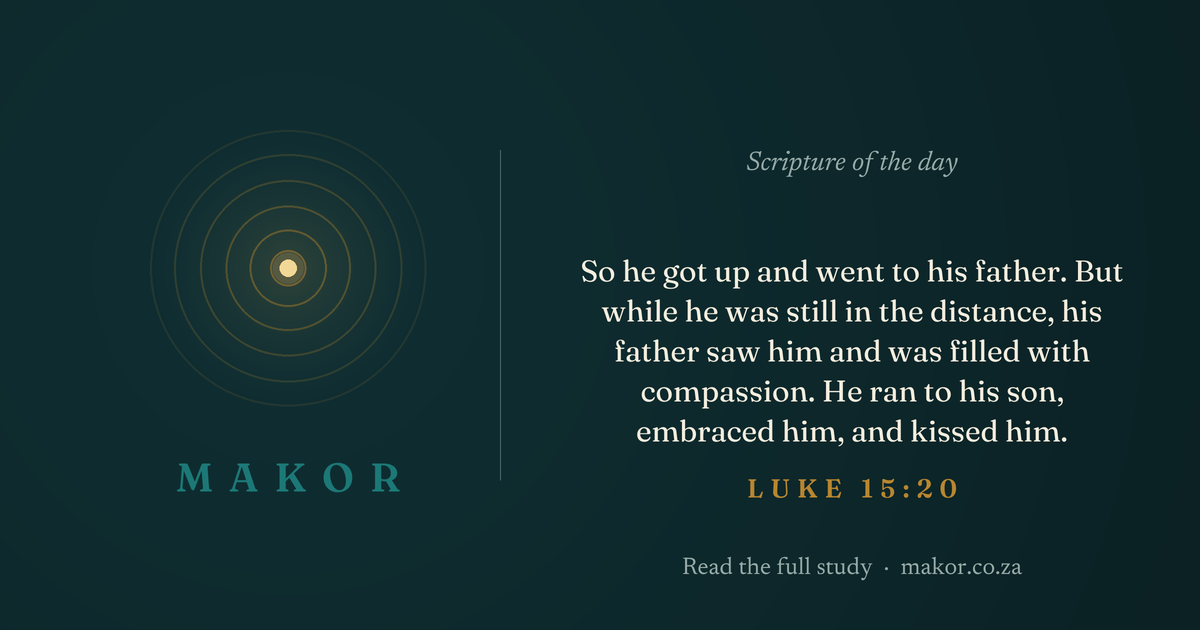 MAKOR
Scripture of the day
So he got up and went to his father. But
while he was still in the distance, his
father saw him and was filled with
compassion. He ran to his son,
embraced him, and kissed him.
LUKE 15:20
Read the full study · makor.co.za